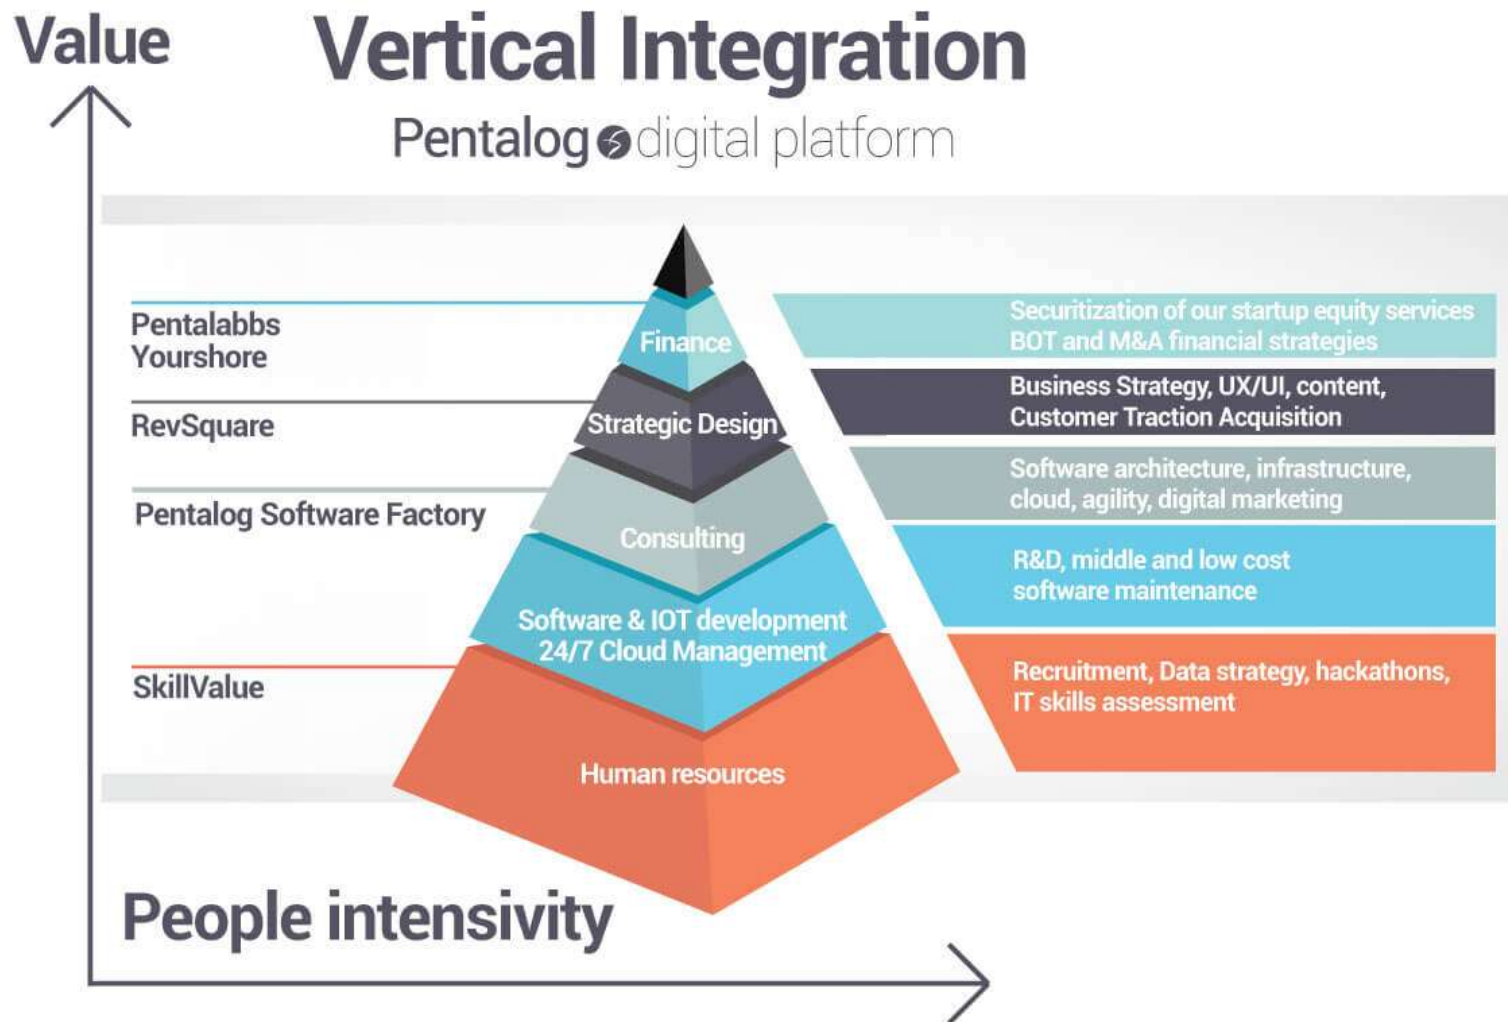 Value
Vertical Integration
Pentalog digital platform
Pentalabbs
Yourshore
RevSquare
Pentalog Software Factory
SkillValue
Finance
Strategic Design
Consulting
Software & IOT development
24/7 Cloud Management
Human resources
Securitization of our startup equity services
BOT and M&A financial strategies
Business Strategy, UX/UI, content,
Customer Traction Acquisition
Software architecture, infrastructure,
cloud, agility, digital marketing
R&D, middle and low cost
software maintenance
Recruitment, Data strategy, hackathons,
IT skills assessment
People intensivity